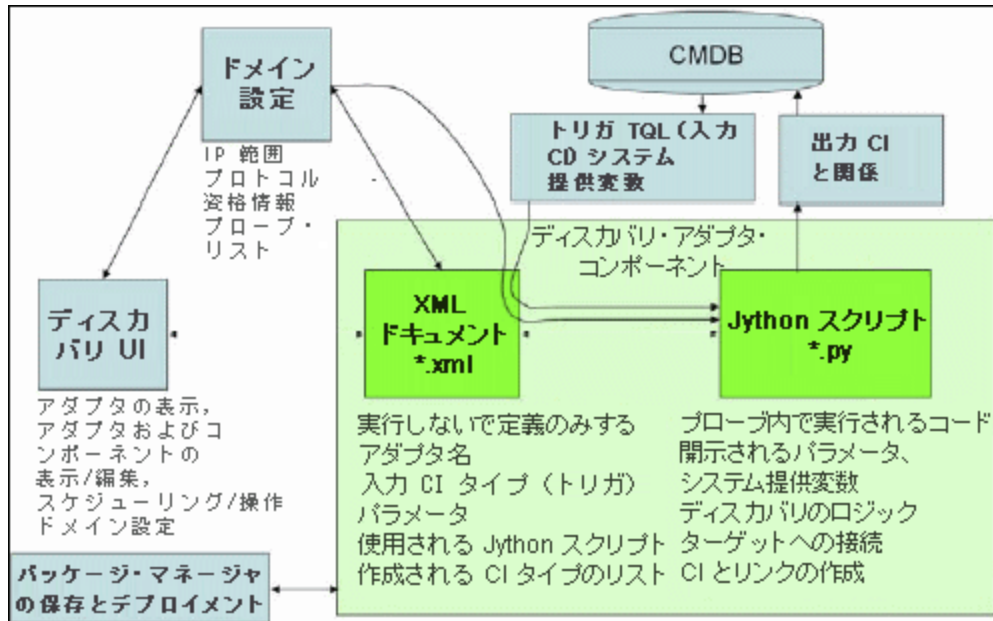 ドメイン
設定
IP 範囲
プロトコル
資格情報
プローブ・
リスト
CMDB
トリガ TQL (入力
CD システム
提供変数
出力 CI
と関係
ディスカバリ・アダプタ・
コンポーネント
ディスカ
バリ UI
XML
ドキュメント
*.xml
Jython スクリプト
*.py
アダプタの表示,
アダプタおよびコ
ンポーネントの
表示/編集,
スケジューリング/操作
ドメイン設定
実行しないで定義のみする
アダプタ名
入力 CI タイプ (トリガ)
パラメータ
使用される Jython スクリプト
作成される CI タイプのリスト
プローブ内で実行されるコード
開示されるパラメータ、
システム提供変数
ディスカバリのロジック
ターゲットへの接続
CI とリンクの作成
パッケージ・マネージャ
の保存とデプロイメント